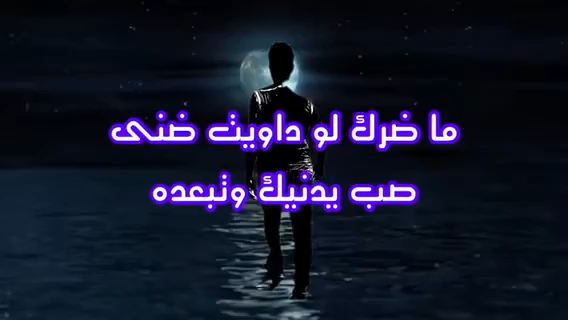 ما ضرك لو داويت ضنى
صب يدنيك وتبعده